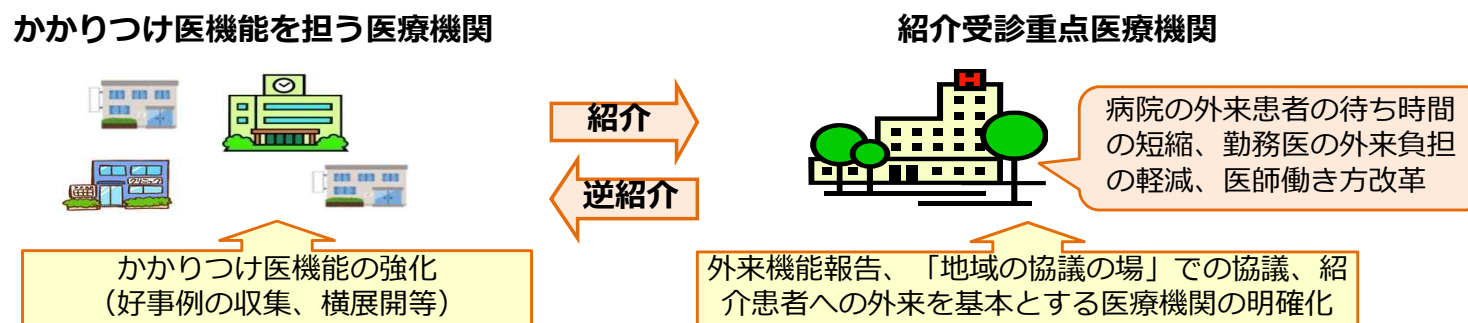 かかりつけ医機能を担う医療機関
紹介受診重点医療機関
紹介
逆紹介
病院の外来患者の待ち時間
の短縮、勤務医の外来負担
の軽減、医師働き方改革
クリニック
H
かかりつけ医機能の強化
（好事例の収集、横展開等）
外来機能報告、「地域の協議の場」での協議、紹
介患者への外来を基本とする医療機関の明確化